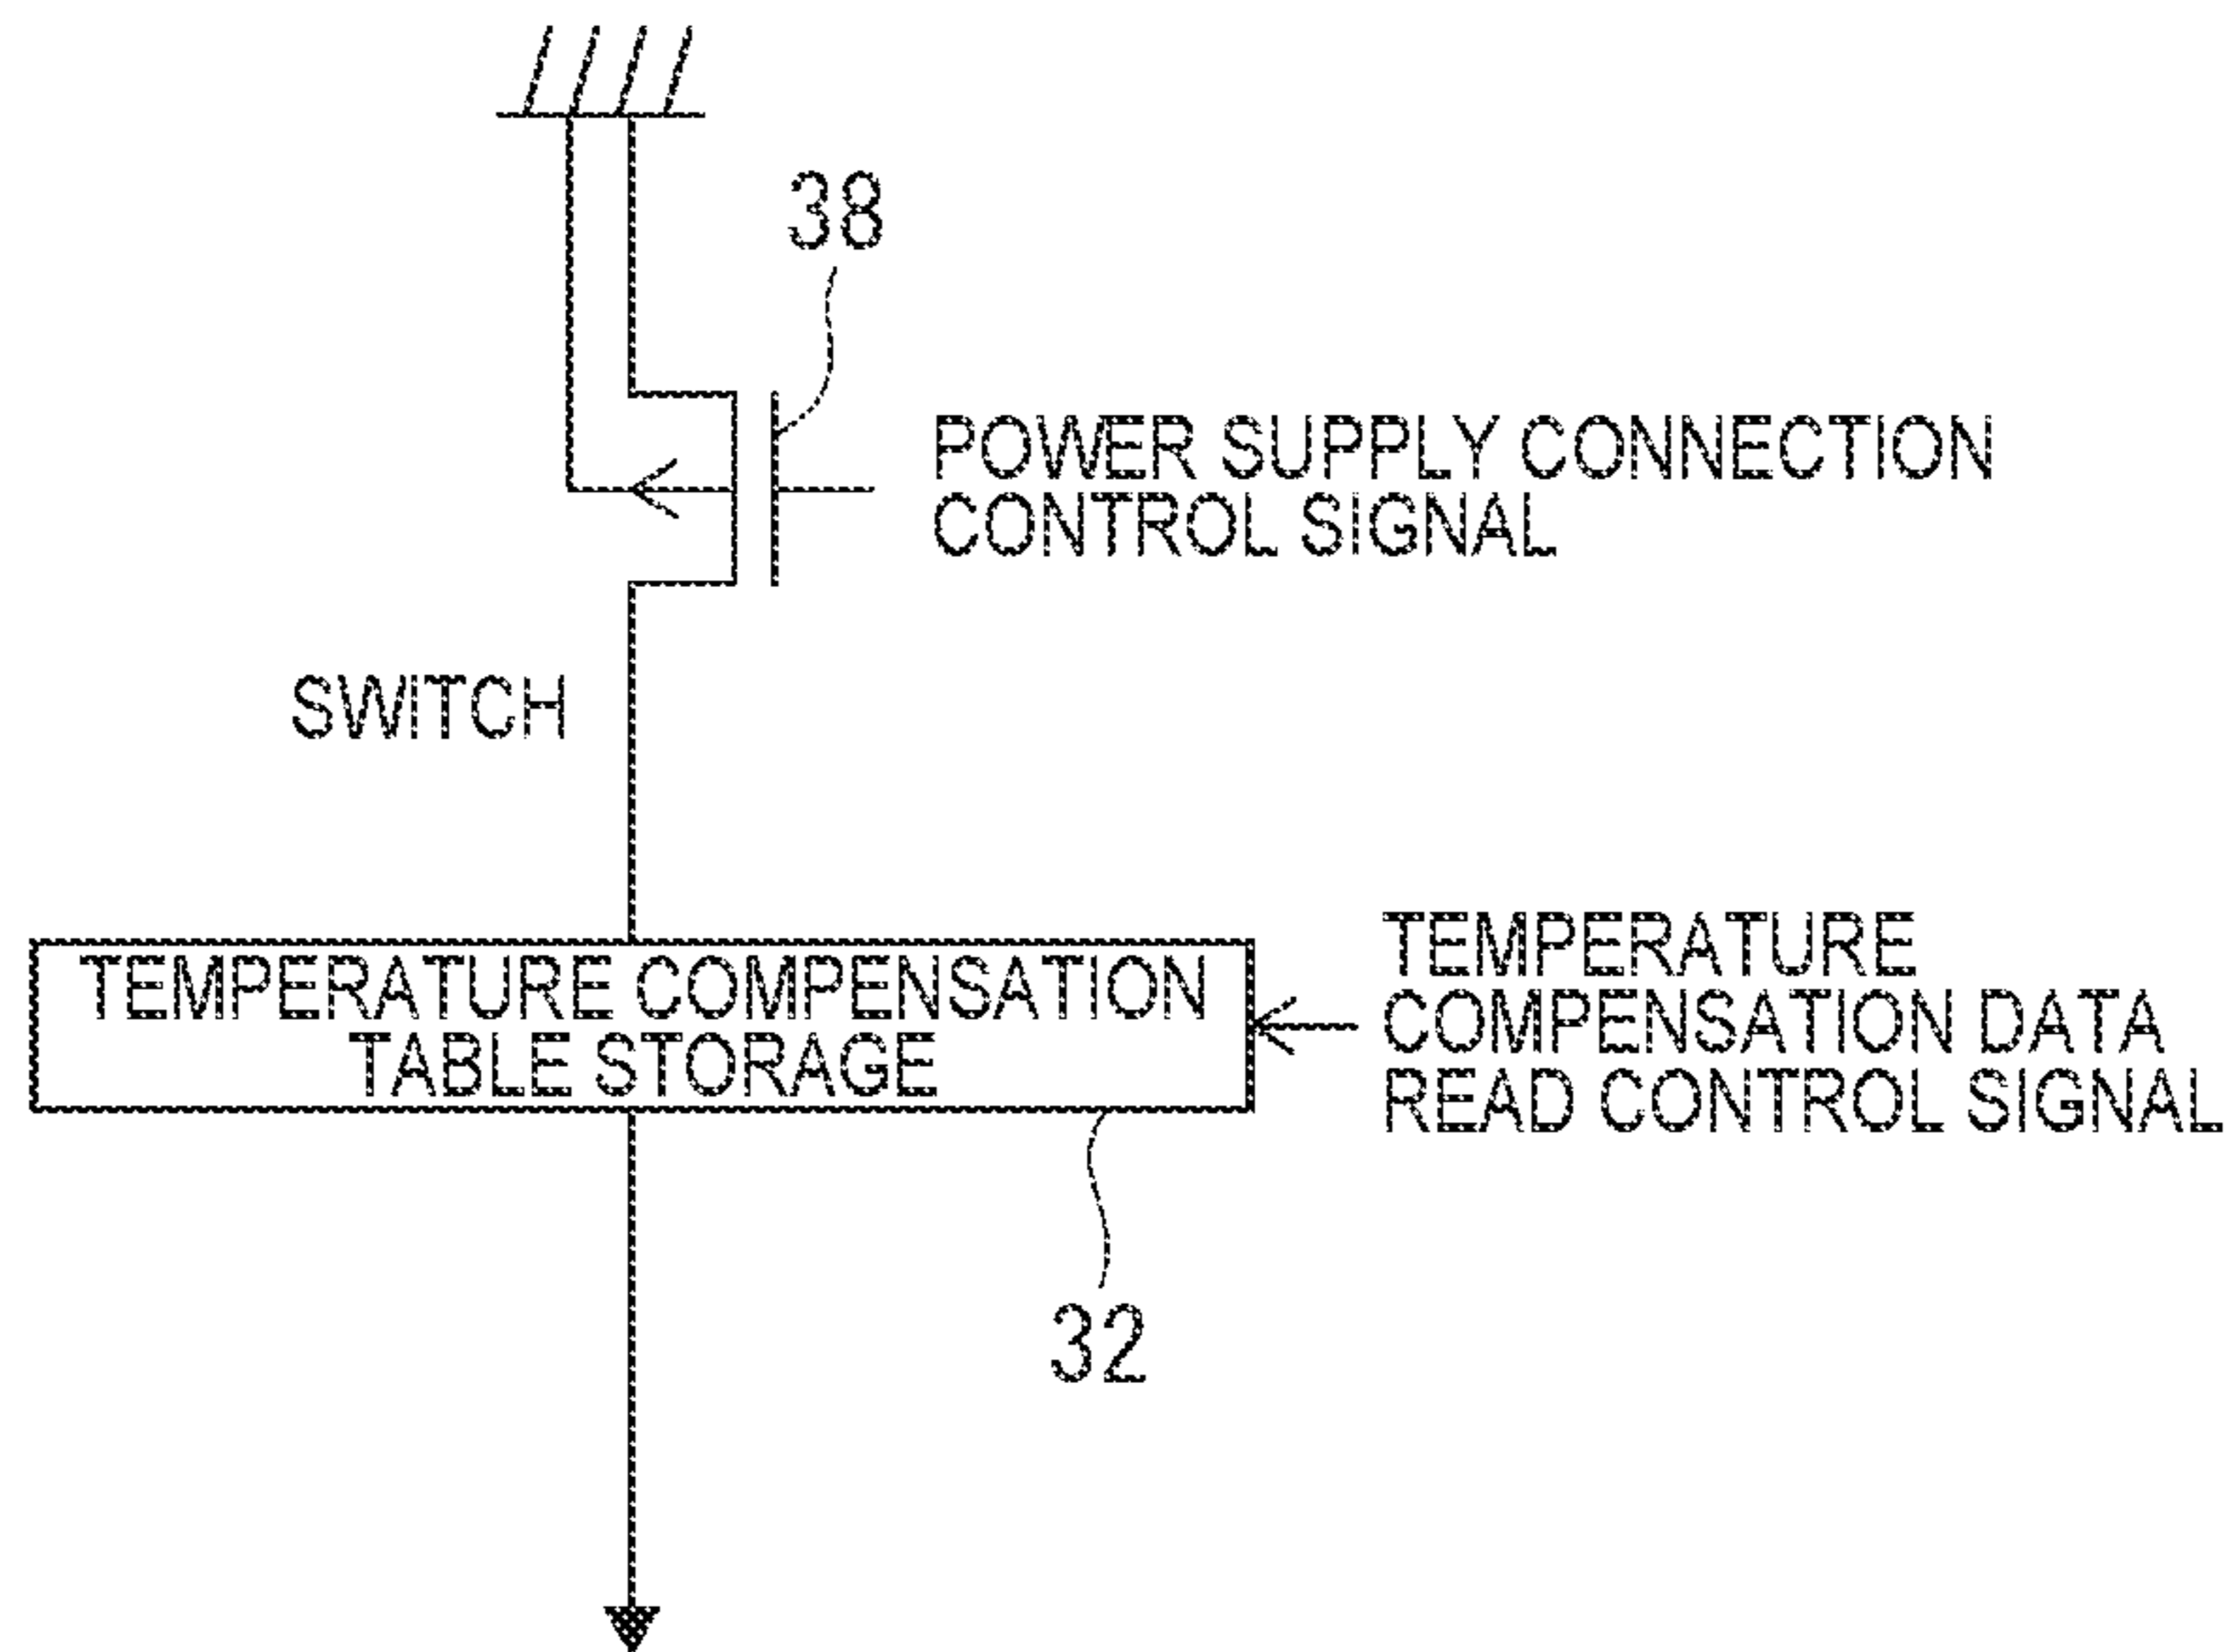 38
POWER SUPPLY CONNECTION
CONTROL SIGNAL
SWITCH
TEMPERATURE COMPENSATION
TABLE STORAGE
TEMPERATURE
COMPENSATION DATA
READ CONTROL SIGNAL
32